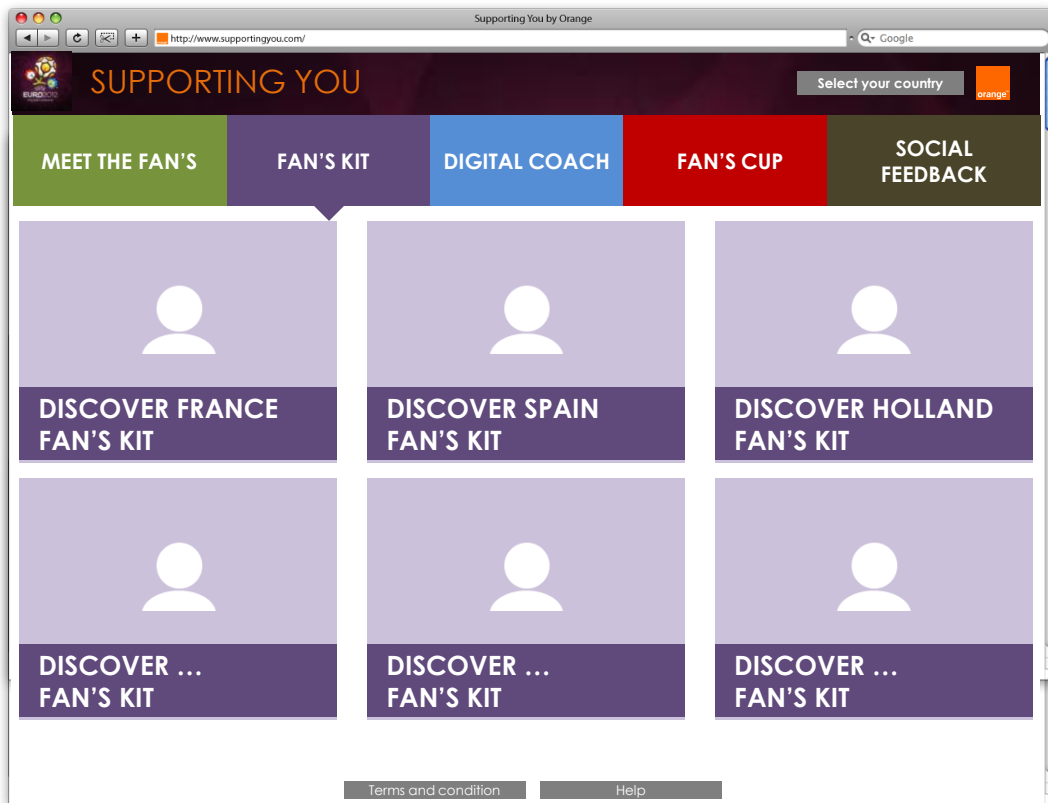 Supporting You by Orange
http://www.supportingyou.com/
Google
EURO2012
SUPPORTING YOU
Select your country
orange™
MEET THE FAN'S
FAN'S KIT
DIGITAL COACH
FAN'S CUP
SOCIAL
FEEDBACK
DISCOVER FRANCE
FAN'S KIT
DISCOVER SPAIN
FAN'S KIT
DISCOVER HOLLAND
FAN'S KIT
DISCOVER …
FAN'S KIT
DISCOVER …
FAN'S KIT
DISCOVER …
FAN'S KIT
Terms and condition
Help